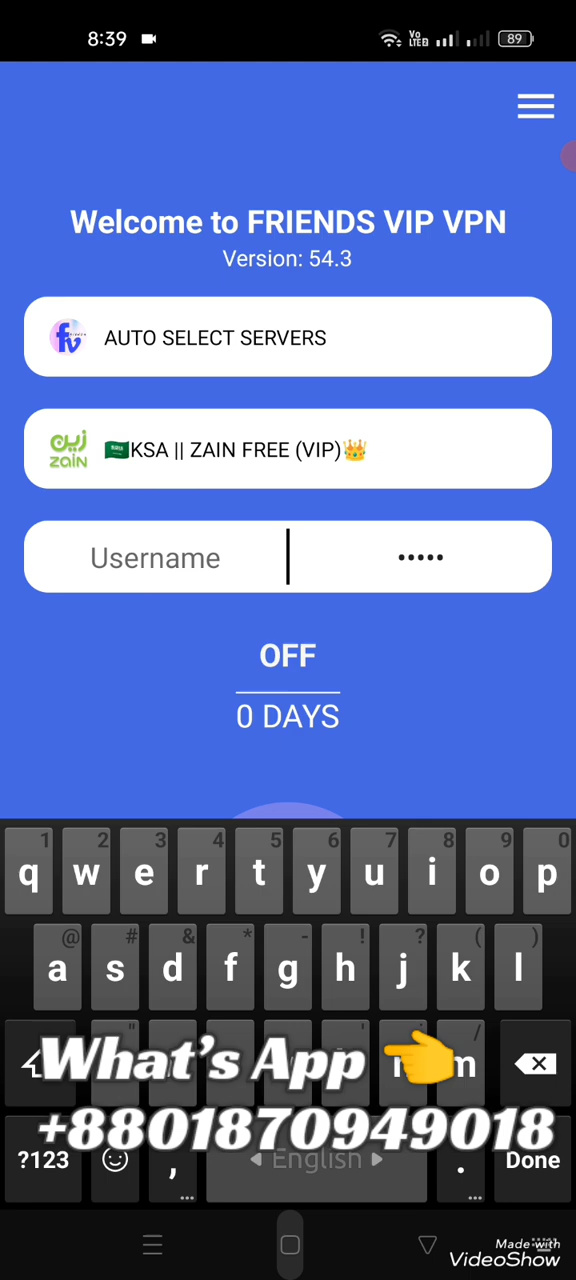 8:39
Vo
LTE2
89
Welcome to FRIENDS VIP VPN
Version: 54.3
fv
AUTO SELECT SERVERS
زين
ZAIN
🇸🇦KSA || ZAIN FREE (VIP)👑
Username
•••••
OFF
0 DAYS
1 2 3 4 5 6 7 8 9 0
q w e r t y u i o p
@ # & * - ! ? ( )
a s d f g h j k l
" ' /
What's App 👈 m
+8801870949018
?123 , English . Done
Made with
VideoShow